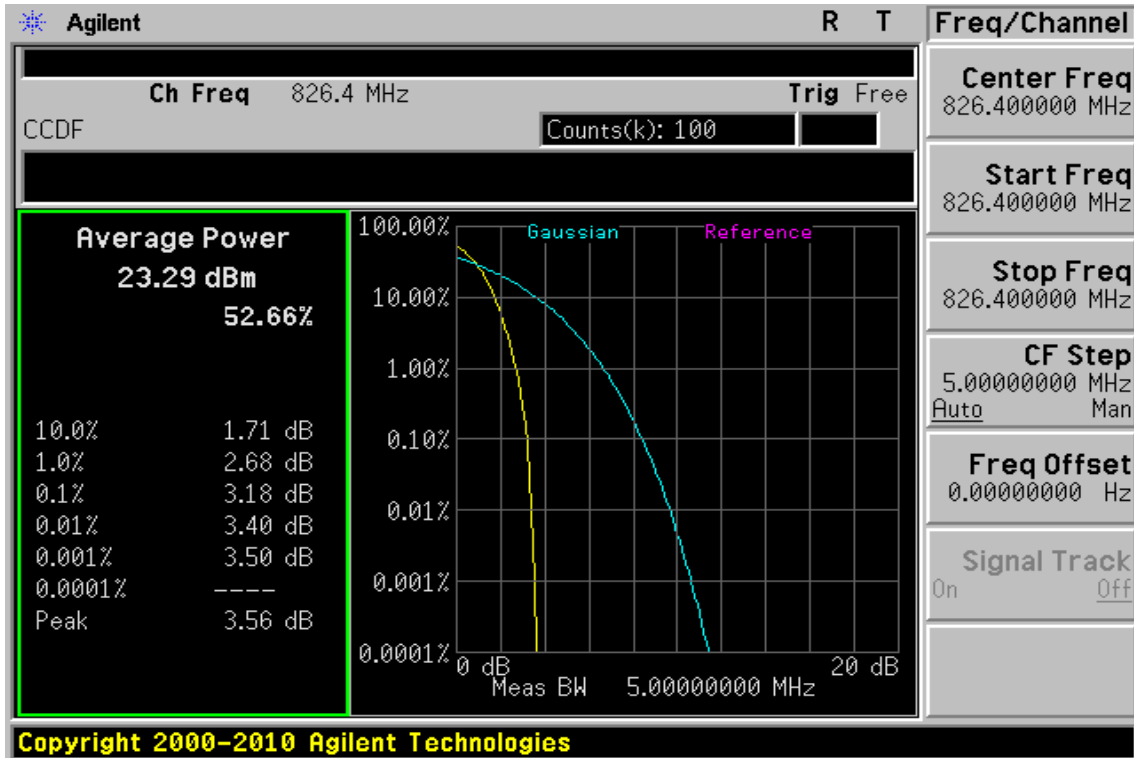 Agilent R T
Ch Freq 826.4 MHz Trig Free
CCDF Counts(k): 100
Average Power
23.29 dBm
52.66%
10.0% 1.71 dB
1.0% 2.68 dB
0.1% 3.18 dB
0.01% 3.40 dB
0.001% 3.50 dB
0.0001% ----
Peak 3.56 dB
Gaussian Reference
100.00%
10.00%
1.00%
0.10%
0.01%
0.001%
0.0001%
0 dB 20 dB
Meas BW 5.00000000 MHz
Freq/Channel
Center Freq
826.400000 MHz
Start Freq
826.400000 MHz
Stop Freq
826.400000 MHz
CF Step
5.00000000 MHz
Auto Man
Freq Offset
0.00000000 Hz
Signal Track
On Off
Copyright 2000-2010 Agilent Technologies